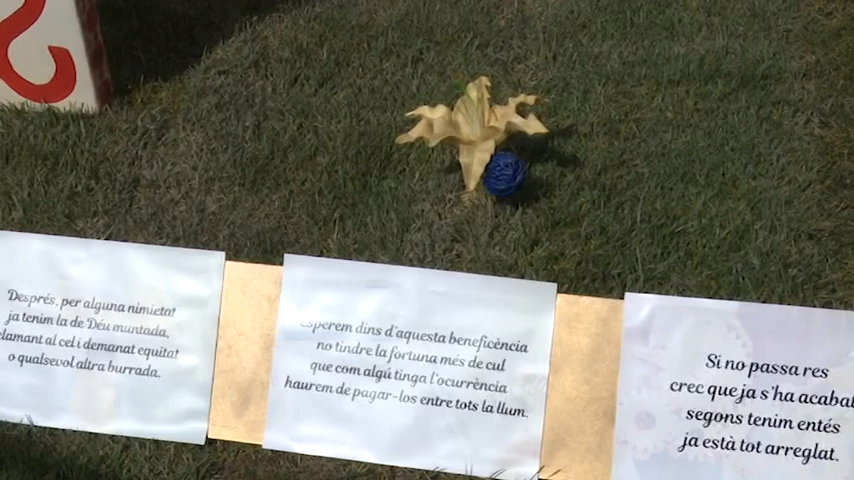 Després, per alguna nimietat
ja tenim la de Déu muntada,
clamant al cel i demanat equitat
o qualsevol altra burrada.
esperem dins d'aquesta beneficència
no tindre la fortuna més de cul
que com algú tinga l'ocurrència
haurem de pagar-los entre tots la llum.
Si no passa res
crec que ja s'ha acabat
segons tenim entés
ja està tot arreglat.